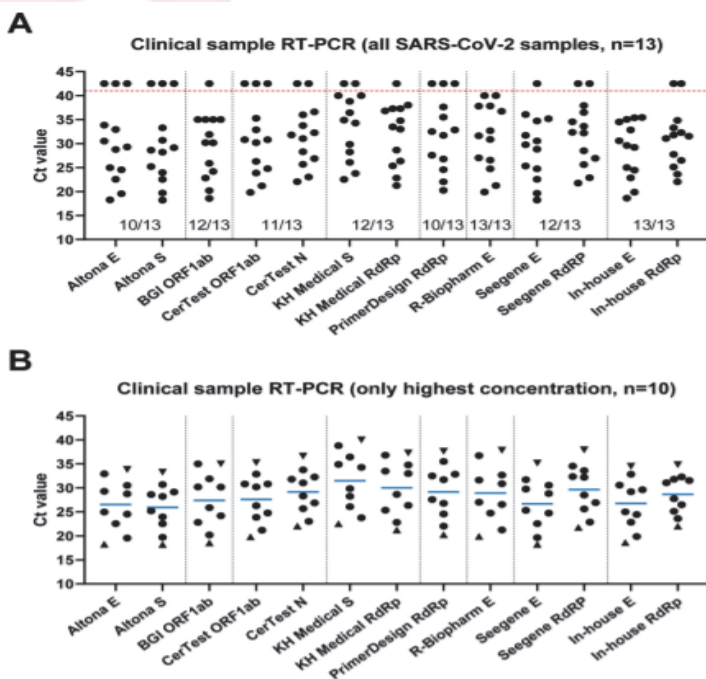 A
Clinical sample RT-PCR (all SARS-CoV-2 samples, n=13)
Ct value
45
40
35
30
25
20
15
10
10/13
12/13
11/13
12/13
10/13
13/13
12/13
13/13
Altona E
Altona S
BGI ORF1ab
CerTest ORF1ab
CerTest N
KH Medical S
KH Medical RdRp
PrimerDesign RdRp
R-Biopharm E
Seegene E
Seegene RdRP
In-house E
In-house RdRp
B
Clinical sample RT-PCR (only highest concentration, n=10)
Ct value
45
40
35
30
25
20
15
10
Altona E
Altona S
BGI ORF1ab
CerTest ORF1ab
CerTest N
KH Medical S
KH Medical RdRp
PrimerDesign RdRp
R-Biopharm E
Seegene E
Seegene RdRP
In-house E
In-house RdRp